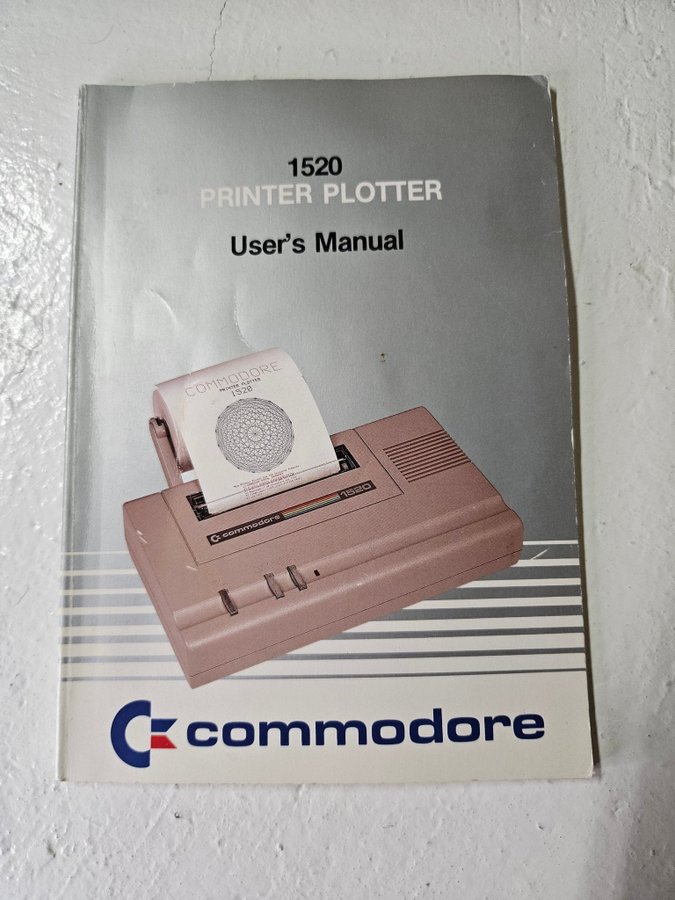 1520
PRINTER PLOTTER
User's Manual
COMMODORE
PRINTER PLOTTER
1520
commodore 1520
commodore